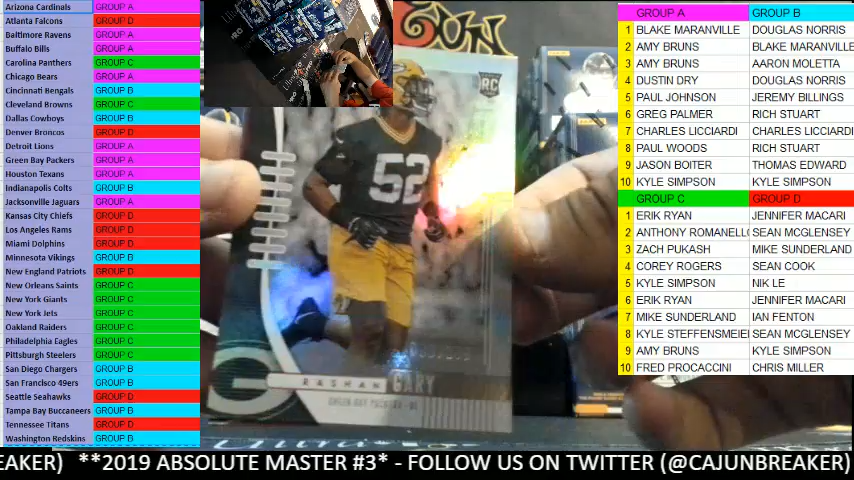 Arizona Cardinals GROUP A
Atlanta Falcons GROUP D
Baltimore Ravens GROUP A
Buffalo Bills GROUP A
Carolina Panthers GROUP C
Chicago Bears GROUP A
Cincinnati Bengals GROUP B
Cleveland Browns GROUP C
Dallas Cowboys GROUP B
Denver Broncos GROUP D
Detroit Lions GROUP A
Green Bay Packers GROUP A
Houston Texans GROUP A
Indianapolis Colts GROUP B
Jacksonville Jaguars GROUP A
Kansas City Chiefs GROUP D
Los Angeles Rams GROUP D
Miami Dolphins GROUP D
Minnesota Vikings GROUP B
New England Patriots GROUP D
New Orleans Saints GROUP C
New York Giants GROUP C
New York Jets GROUP C
Oakland Raiders GROUP C
Philadelphia Eagles GROUP C
Pittsburgh Steelers GROUP C
San Diego Chargers GROUP B
San Francisco 49ers GROUP B
Seattle Seahawks GROUP D
Tampa Bay Buccaneers GROUP B
Tennessee Titans GROUP D
Washington Redskins GROUP B
RC
52
G
RASHAN GARY
GROUP A GROUP B
1 BLAKE MARANVILLE DOUGLAS NORRIS
2 AMY BRUNS BLAKE MARANVILLE
3 AMY BRUNS AARON MOLETTA
4 DUSTIN DRY DOUGLAS NORRIS
5 PAUL JOHNSON JEREMY BILLINGS
6 GREG PALMER RICH STUART
7 CHARLES LICCIARDI CHARLES LICCIARDI
8 PAUL WOODS RICH STUART
9 JASON BOITER THOMAS EDWARD
10 KYLE SIMPSON KYLE SIMPSON
GROUP C GROUP D
1 ERIK RYAN JENNIFER MACARI
2 ANTHONY ROMANELL SEAN MCGLENSEY
3 ZACH PUKASH MIKE SUNDERLAND
4 COREY ROGERS SEAN COOK
5 KYLE SIMPSON NIK LE
6 ERIK RYAN JENNIFER MACARI
7 MIKE SUNDERLAND IAN FENTON
8 KYLE STEFFENSMEIE SEAN MCGLENSEY
9 AMY BRUNS KYLE SIMPSON
10 FRED PROCACCINI CHRIS MILLER
EAKER) **2019 ABSOLUTE MASTER #3* - FOLLOW US ON TWITTER (@CAJUNBREAKER)